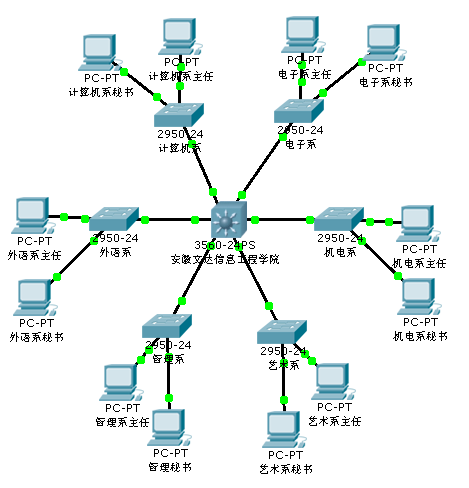 PC-PT
计算机系主任
PC-PT
电子系主任
PC-PT
计算机系秘书
PC-PT
电子系秘书
2950-24
计算机系
2950-24
电子系
PC-PT
外语系主任
2950-24
外语系
3560-24PS
安徽文达信息工程学院
2950-24
机电系
PC-PT
机电系主任
PC-PT
外语系秘书
PC-PT
机电系秘书
2950-24
管理系
2950-24
艺术系
PC-PT
管理系主任
PC-PT
艺术系主任
PC-PT
管理秘书
PC-PT
艺术系秘书